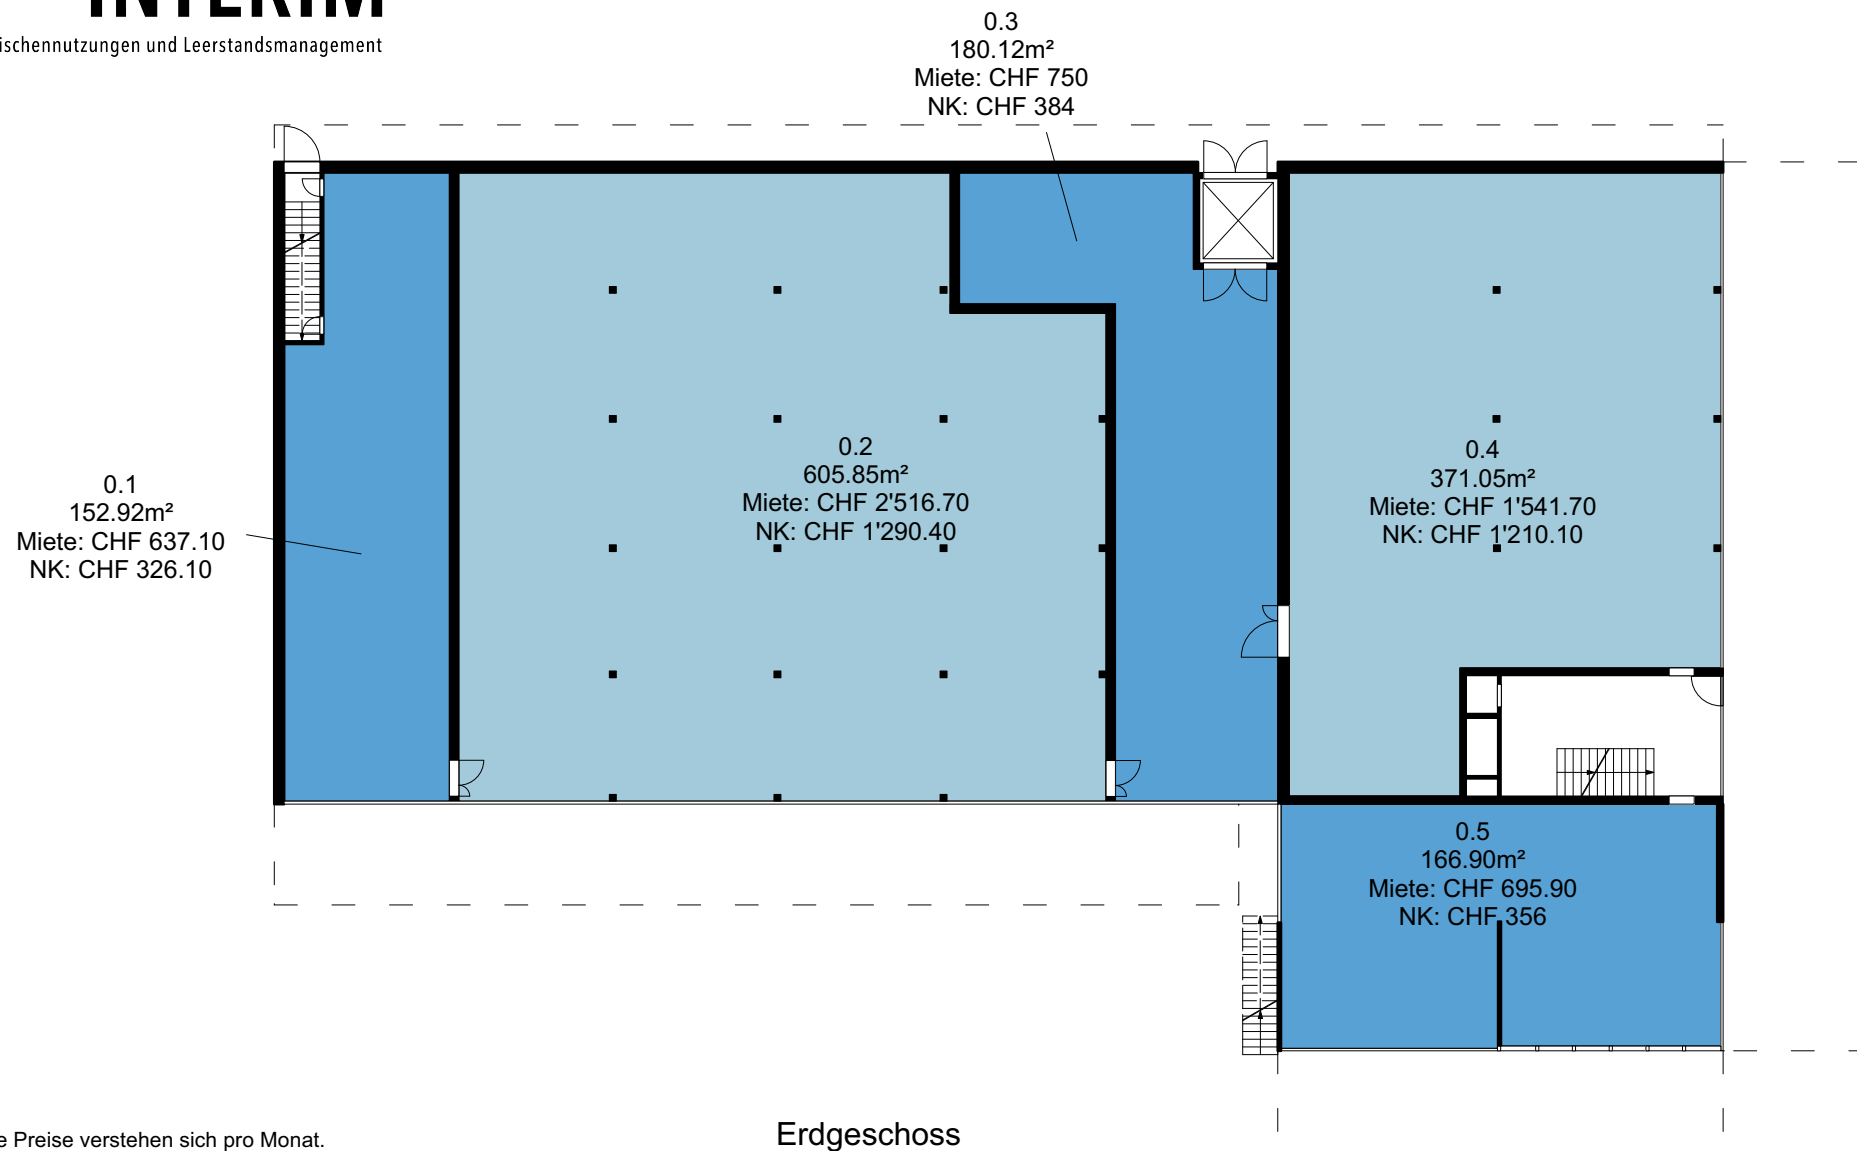 INTERIM
ischennutzungen und Leerstandsmanagement
0.3
180.12m²
Miete: CHF 750
NK: CHF 384
0.1
152.92m²
Miete: CHF 637.10
NK: CHF 326.10
0.2
605.85m²
Miete: CHF 2'516.70
NK: CHF 1'290.40
0.4
371.05m²
Miete: CHF 1'541.70
NK: CHF 1'210.10
0.5
166.90m²
Miete: CHF 695.90
NK: CHF 356
Erdgeschoss
e Preise verstehen sich pro Monat.